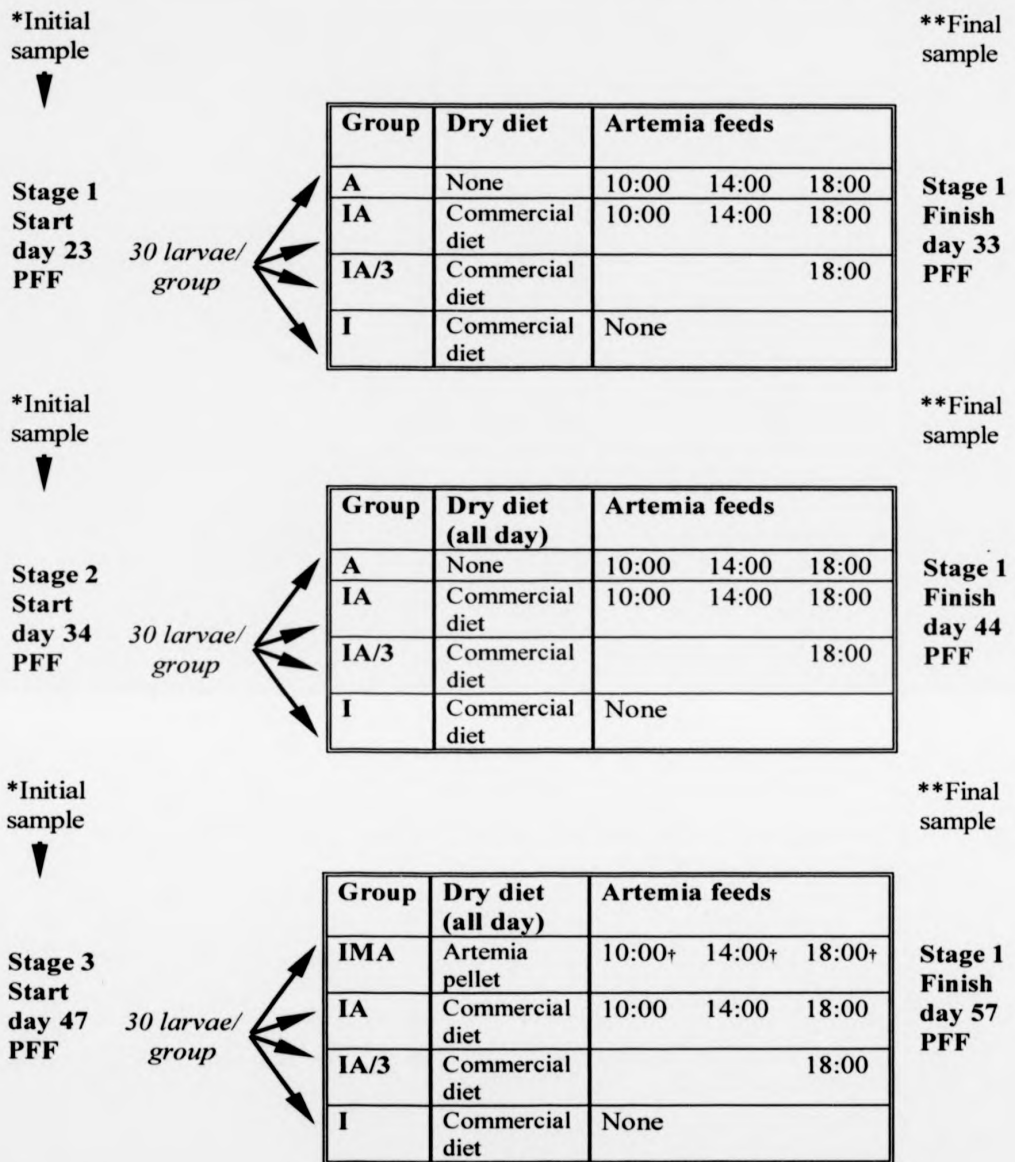 *Initial
sample
**Final
sample
Stage 1
Start
day 23
PFF
30 larvae/
group
Group Dry diet Artemia feeds
A None 10:00 14:00 18:00
IA Commercial 10:00 14:00 18:00
diet
IA/3 Commercial 18:00
diet
I Commercial None
diet
Stage 1
Finish
day 33
PFF
*Initial
sample
**Final
sample
Stage 2
Start
day 34
PFF
30 larvae/
group
Group Dry diet Artemia feeds
(all day)
A None 10:00 14:00 18:00
IA Commercial 10:00 14:00 18:00
diet
IA/3 Commercial 18:00
diet
I Commercial None
diet
Stage 1
Finish
day 44
PFF
*Initial
sample
**Final
sample
Stage 3
Start
day 47
PFF
30 larvae/
group
Group Dry diet Artemia feeds
(all day)
IMA Artemia 10:00† 14:00† 18:00†
pellet
IA Commercial 10:00 14:00 18:00
diet
IA/3 Commercial 18:00
diet
I Commercial None
diet
Stage 1
Finish
day 57
PFF